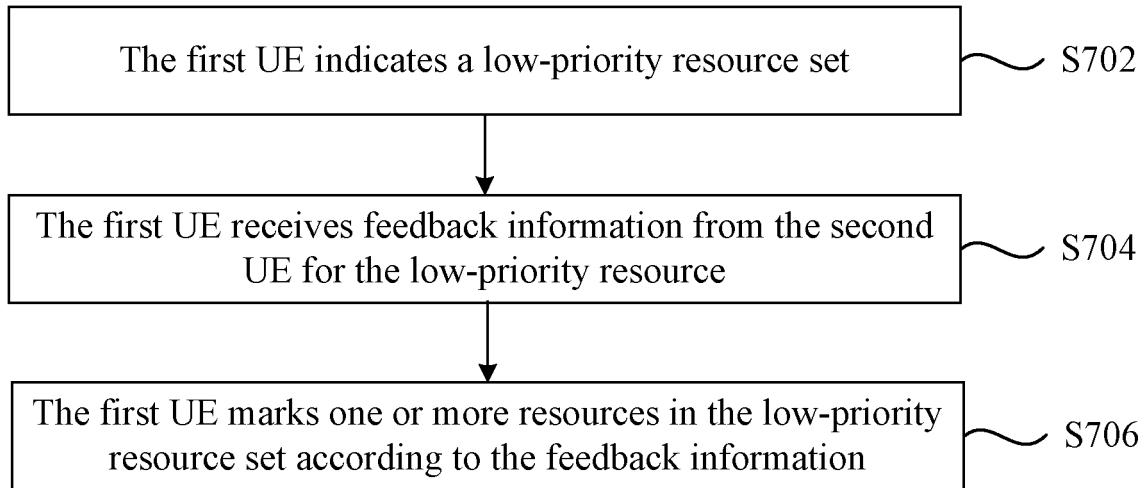 The first UE indicates a low-priority resource set
S702
The first UE receives feedback information from the second
UE for the low-priority resource
S704
The first UE marks one or more resources in the low-priority
resource set according to the feedback information
S706